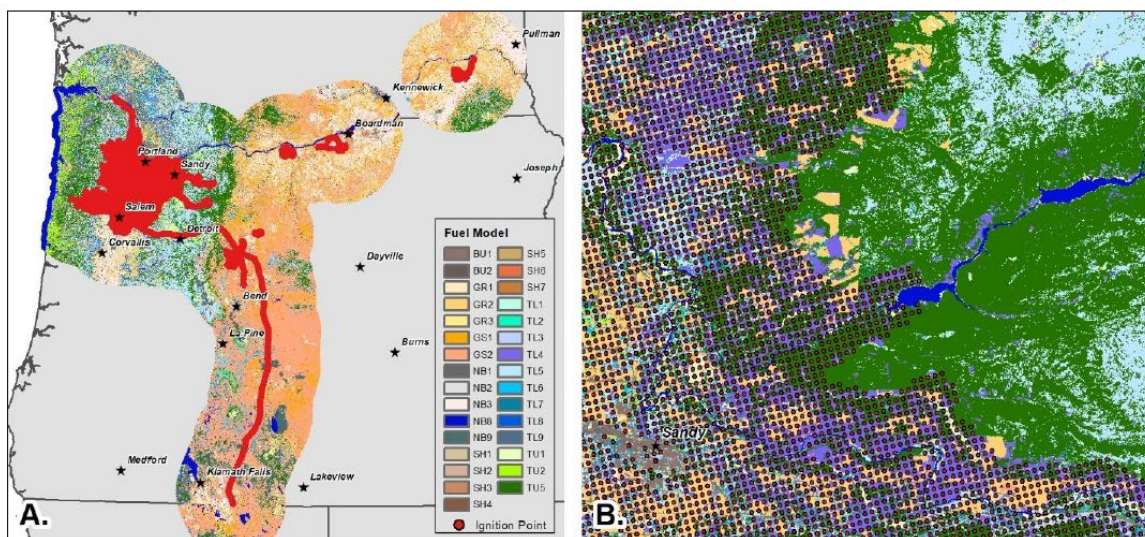 Pullman
Kennewick
Boardman
Portland
Sandy
Joseph
Salem
Detroit
Corvallis
Dayville
Bend
La Pine
Burns
Medford
Klamath Falls
Lakeview
Fuel Model
BU1 SH5
BU2 SH6
GR1 SH7
GR2 TL1
GR3 TL2
GS1 TL3
GS2 TL4
NB1 TL5
NB2 TL6
NB3 TL7
NB8 TL8
NB9 TL9
SH1 TU1
SH2 TU2
SH3 TU5
SH4
Ignition Point
A.
Sandy
B.